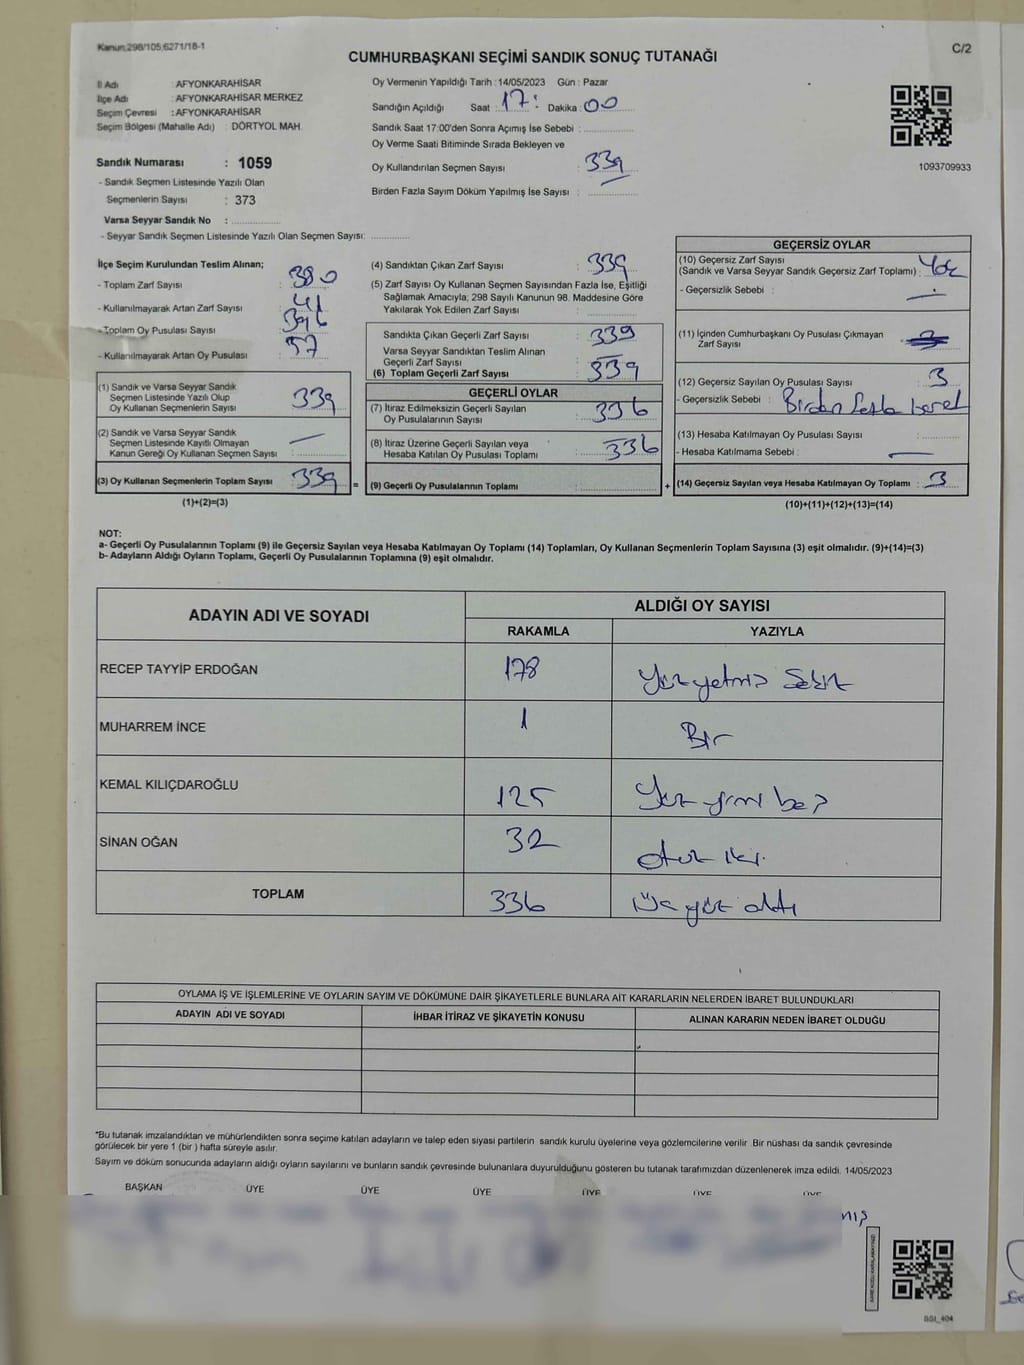 Kanun:298/105,6271/18-1
C/2
CUMHURBAŞKANI SEÇİMİ SANDIK SONUÇ TUTANAĞI
İl Adı : AFYONKARAHİSAR
İlçe Adı : AFYONKARAHİSAR MERKEZ
Seçim Çevresi : AFYONKARAHİSAR
Seçim Bölgesi (Mahalle Adı) : DÖRTYOL MAH.
Sandık Numarası : 1059
- Sandık Seçmen Listesinde Yazılı Olan
Seçmenlerin Sayısı : 373
Varsa Seyyar Sandık No :
- Seyyar Sandık Seçmen Listesinde Yazılı Olan Seçmen Sayısı:
Oy Vermenin Yapıldığı Tarih : 14/05/2023 Gün : Pazar
Sandığın Açıldığı Saat : 17: Dakika : 00
Sandık Saat 17:00'den Sonra Açımış İse Sebebi :
Oy Verme Saati Bitiminde Sırada Bekleyen ve
Oy Kullandırılan Seçmen Sayısı : 339
Birden Fazla Sayım Döküm Yapılmış İse Sayısı :
1093709933
İlçe Seçim Kurulundan Teslim Alınan;
- Toplam Zarf Sayısı : 380
- Kullanılmayarak Artan Zarf Sayısı : 41
- Toplam Oy Pusulası Sayısı : 396
- Kullanılmayarak Artan Oy Pusulası : 57
(1) Sandık ve Varsa Seyyar Sandık
Seçmen Listesinde Yazılı Olup
Oy Kullanan Seçmenlerin Sayısı : 339
(2) Sandık ve Varsa Seyyar Sandık
Seçmen Listesinde Kayıtlı Olmayan
Kanun Gereği Oy Kullanan Seçmen Sayısı : —
(3) Oy Kullanan Seçmenlerin Toplam Sayısı : 339 =
(1)+(2)=(3)
(4) Sandıktan Çıkan Zarf Sayısı : 339
(5) Zarf Sayısı Oy Kullanan Seçmen Sayısından Fazla İse, Eşitliği
Sağlamak Amacıyla; 298 Sayılı Kanunun 98. Maddesine Göre
Yakılarak Yok Edilen Zarf Sayısı :
Sandıkta Çıkan Geçerli Zarf Sayısı : 339
Varsa Seyyar Sandıktan Teslim Alınan
Geçerli Zarf Sayısı : —
(6) Toplam Geçerli Zarf Sayısı : 339
GEÇERLİ OYLAR
(7) İtiraz Edilmeksizin Geçerli Sayılan
Oy Pusulasının Sayısı : 336
(8) İtiraz Üzerine Geçerli Sayılan veya
Hesaba Katılan Oy Pusulası Toplamı : 336
(9) Geçerli Oy Pusulalarının Toplamı : +
GEÇERSİZ OYLAR
(10) Geçersiz Zarf Sayısı
(Sandık ve Varsa Seyyar Sandık Geçersiz Zarf Toplamı) : Yok
- Geçersizlik Sebebi : —
(11) İçinden Cumhurbaşkanı Oy Pusulası Çıkmayan
Zarf Sayısı :
(12) Geçersiz Sayılan Oy Pusulası Sayısı : 3
- Geçersizlik Sebebi : Birden fazla
(13) Hesaba Katılmayan Oy Pusulası Sayısı :
- Hesaba Katılmama Sebebi : —
(14) Geçersiz Sayılan veya Hesaba Katılmayan Oy Toplamı : 3
(10)+(11)+(12)+(13)=(14)
NOT:
a- Geçerli Oy Pusulalarının Toplamı (9) ile Geçersiz Sayılan veya Hesaba Katılmayan Oy Toplamı (14) Toplamları, Oy Kullanan Seçmenlerin Toplam Sayısına (3) eşit olmalıdır. (9)+(14)=(3)
b- Adayların Aldığı Oyların Toplamı, Geçerli Oy Pusulalarının Toplamına (9) eşit olmalıdır.
ADAYIN ADI VE SOYADI ALDIĞI OY SAYISI
RAKAMLA YAZIYLA
RECEP TAYYİP ERDOĞAN 178 Yüz yetmiş sekiz
MUHARREM İNCE 1 Bir
KEMAL KILIÇDAROĞLU 125 Yüz yirmi beş
SİNAN OĞAN 32 otuz iki.
TOPLAM 336 Üç yüz altı
OYLAMA İŞ VE İŞLEMLERİNE VE OYLARIN SAYIM VE DÖKÜMÜNE DAİR ŞİKAYETLERLE BUNLARA AİT KARARLARIN NELERDEN İBARET BULUNDUKLARI
ADAYIN ADI VE SOYADI İHBAR İTİRAZ VE ŞİKAYETİN KONUSU ALINAN KARARIN NEDEN İBARET OLDUĞU
*Bu tutanak imzalandıktan ve mühürlendikten sonra seçime katılan adayların ve talep eden siyasi partilerin sandık kurulu üyelerine veya gözlemcilerine verilir. Bir nüshası da sandık çevresinde
görülecek bir yere 1 (bir) hafta süreyle asılır.
Sayım ve döküm sonucunda adayların aldığı oyların sayılarını ve bunların sandık çevresinde bulunanlara duyurulduğunu gösteren bu tutanak tarafımızdan düzenlenerek imza edildi. 14/05/2023
BAŞKAN ÜYE ÜYE ÜYE ÜYE ÜYE ÜYE